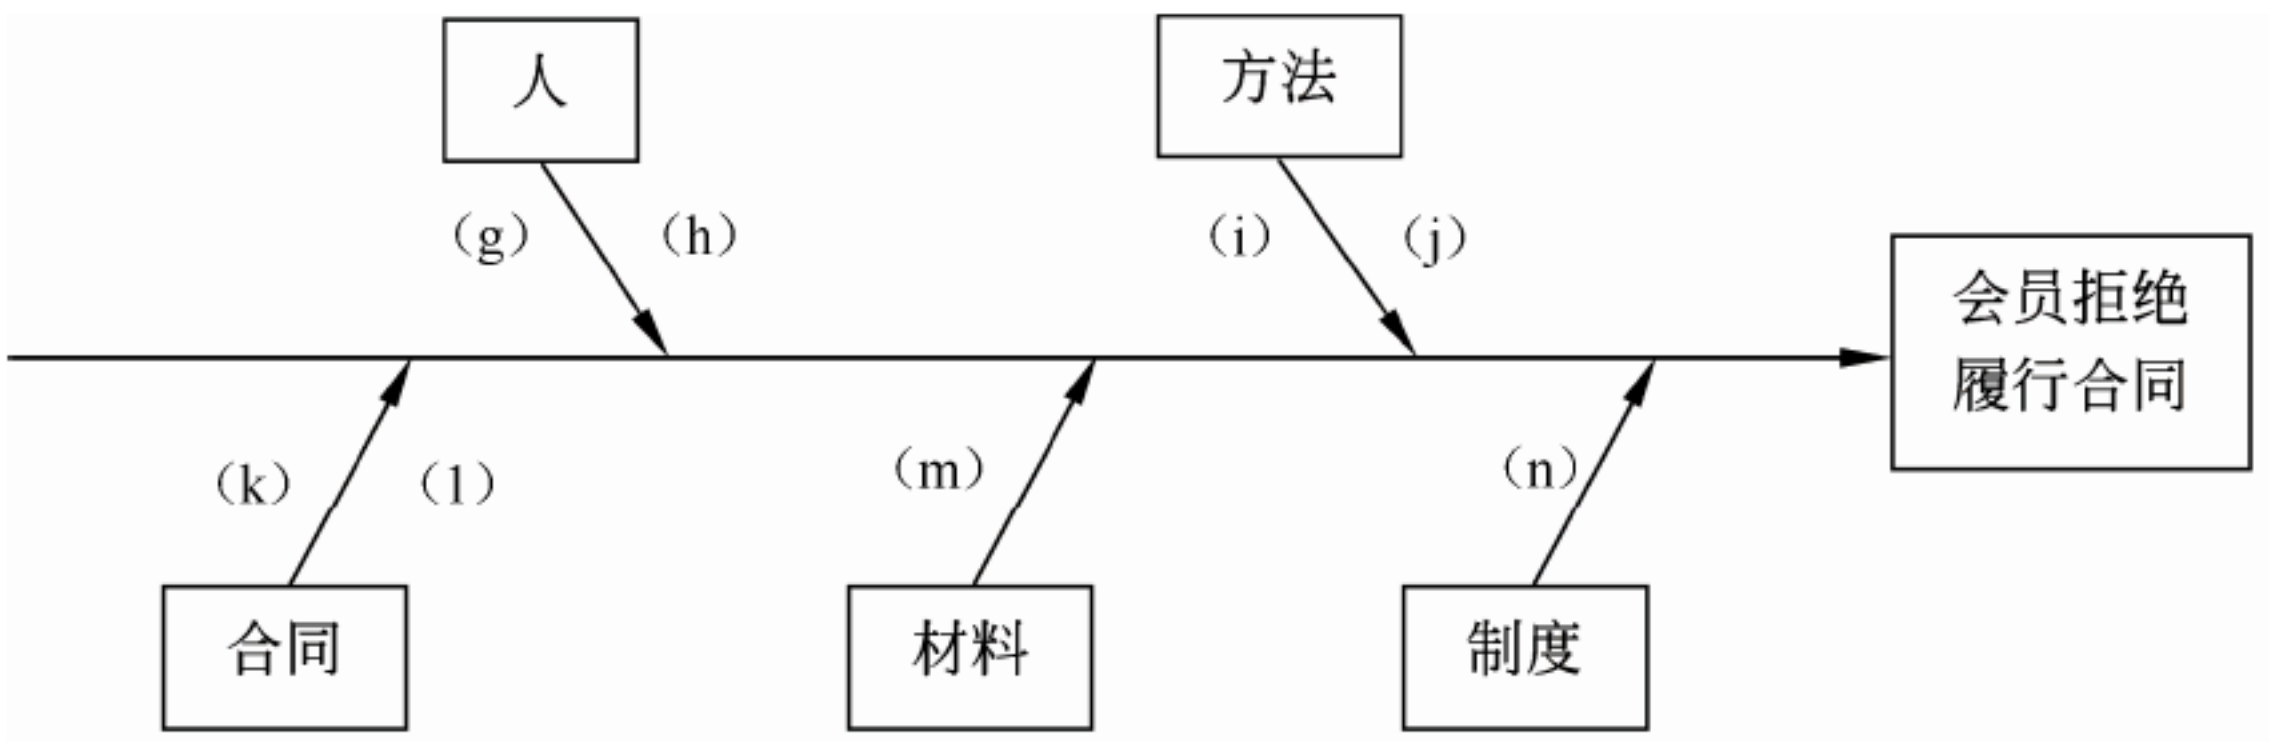 人
方法
（g）
（h）
（i）
（j）
会员拒绝
履行合同
（k）
（l）
（m）
（n）
合同
材料
制度